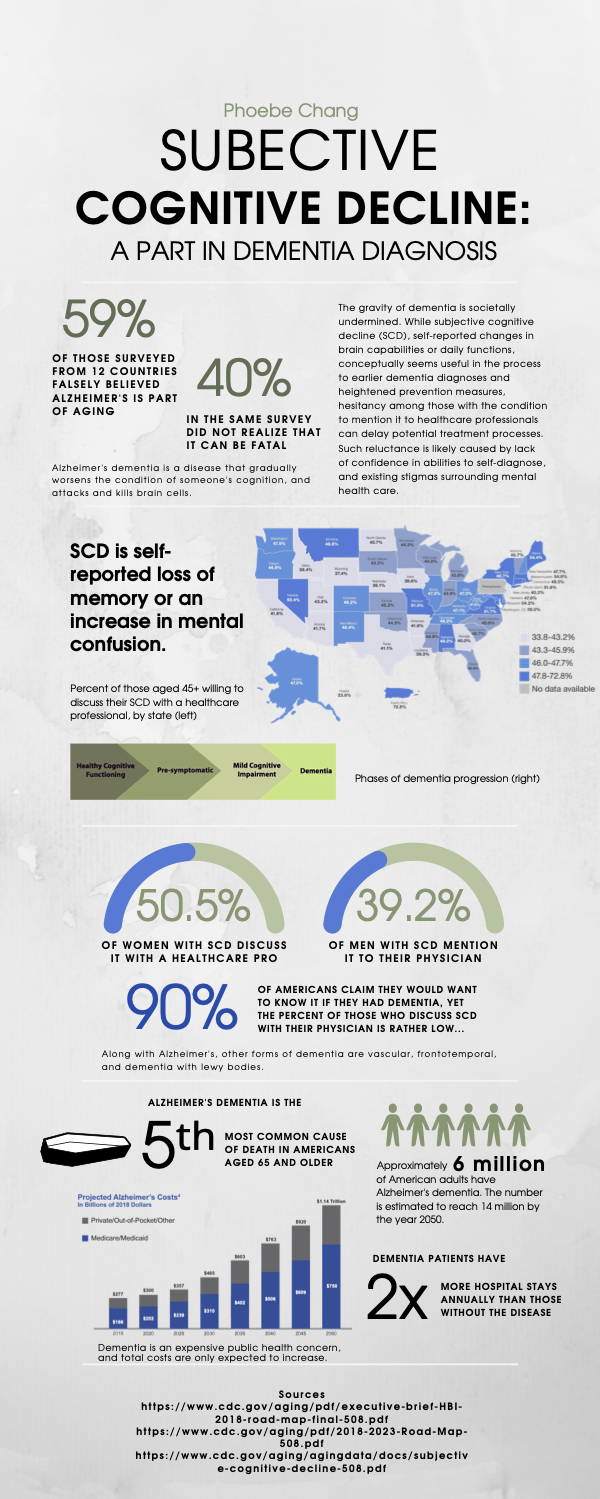 Phoebe Chang
SUBECTIVE
COGNITIVE DECLINE:
A PART IN DEMENTIA DIAGNOSIS
59%
OF THOSE SURVEYED
FROM 12 COUNTRIES
FALSELY BELIEVED
ALZHEIMER'S IS PART
OF AGING
40%
IN THE SAME SURVEY
DID NOT REALIZE THAT
IT CAN BE FATAL
Alzheimer's dementia is a disease that gradually
worsens the condition of someone's cognition, and
attacks and kills brain cells.
The gravity of dementia is societally
undermined. While subjective cognitive
decline (SCD), self-reported changes in
brain capabilities or daily functions,
conceptually seems useful in the process
to earlier dementia diagnoses and
heightened prevention measures,
hesitancy among those with the condition
to mention it to healthcare professionals
can delay potential treatment processes.
Such reluctance is likely caused by lack
of confidence in abilities to self-diagnose,
and existing stigmas surrounding mental
health care.
SCD is self-
reported loss of
memory or an
increase in mental
confusion.
Percent of those aged 45+ willing to
discuss their SCD with a healthcare
professional, by state (left)
33.8-43.2%
43.3-45.9%
46.0-47.7%
47.8-72.8%
No data available
Healthy Cognitive
Functioning
Pre-symptomatic
Mild Cognitive
Impairment
Dementia
Phases of dementia progression (right)
50.5%
OF WOMEN WITH SCD DISCUSS
IT WITH A HEALTHCARE PRO
39.2%
OF MEN WITH SCD MENTION
IT TO THEIR PHYSICIAN
90%
OF AMERICANS CLAIM THEY WOULD WANT
TO KNOW IT IF THEY HAD DEMENTIA, YET
THE PERCENT OF THOSE WHO DISCUSS SCD
WITH THEIR PHYSICIAN IS RATHER LOW...
Along with Alzheimer's, other forms of dementia are vascular, frontotemporal,
and dementia with lewy bodies.
ALZHEIMER'S DEMENTIA IS THE
5th
MOST COMMON CAUSE
OF DEATH IN AMERICANS
AGED 65 AND OLDER
Approximately 6 million
of American adults have
Alzheimer's dementia. The number
is estimated to reach 14 million by
the year 2050.
Projected Alzheimer's Costs⁴
In Billions of 2018 Dollars
Private/Out-of-Pocket/Other
Medicare/Medicaid
$277
$300
$357
$465
$603
$763
$926
$1.14 Trillion
$186
$202
$239
$310
$402
$506
$609
$750
2020
2025
2030
2035
2040
2045
2050
Dementia is an expensive public health concern,
and total costs are only expected to increase.
DEMENTIA PATIENTS HAVE
2x
MORE HOSPITAL STAYS
ANNUALLY THAN THOSE
WITHOUT THE DISEASE
Sources
https://www.cdc.gov/aging/pdf/executive-brief-HBI-
2018-road-map-final-508.pdf
https://www.cdc.gov/aging/pdf/2018-2023-Road-Map-
508.pdf
https://www.cdc.gov/aging/agingdata/docs/subjectiv
e-cognitive-decline-508.pdf